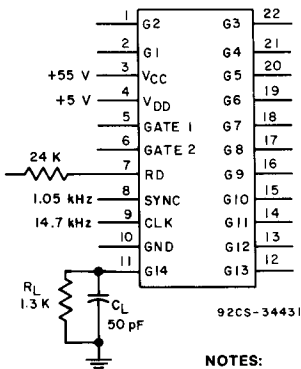 1 G2 G3 22
2 G1 G4 21
+55 V 3 VCC G5 20
+5 V 4 VDD G6 19
5 GATE 1 G7 18
6 GATE 2 G8 17
24 K 7 RD G9 16
1.05 kHz 8 SYNC G10 15
14.7 kHz 9 CLK G11 14
10 GND G12 13
11 G14 G13 12
RL
1.3 K
CL
50 pF
92CS-34431
NOTES: